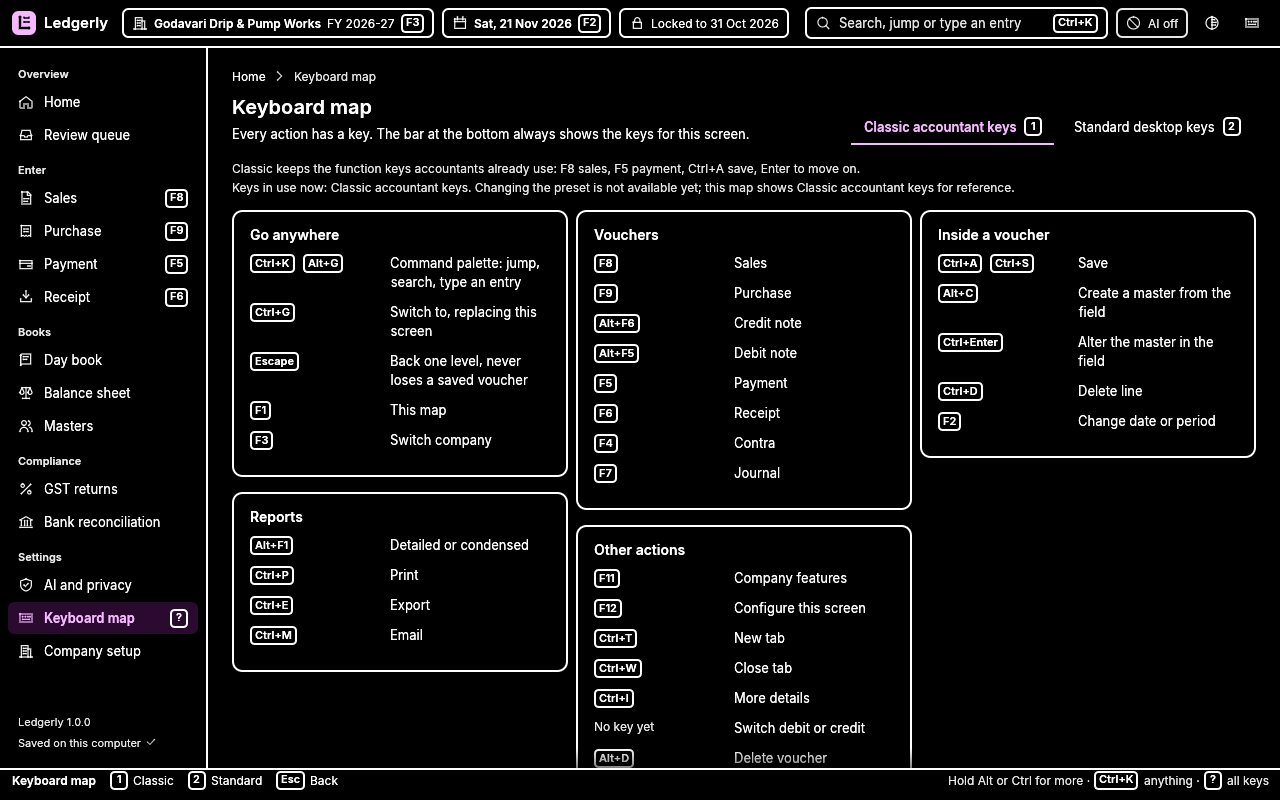 Ledgerly
Godavari Drip & Pump Works FY 2026-27 F3
Sat, 21 Nov 2026 F2
Locked to 31 Oct 2026
Search, jump or type an entry Ctrl+K
AI off
Overview
Home
Review queue
Enter
Sales F8
Purchase F9
Payment F5
Receipt F6
Books
Day book
Balance sheet
Masters
Compliance
GST returns
Bank reconciliation
Settings
AI and privacy
Keyboard map ?
Company setup
Ledgerly 1.0.0
Saved on this computer
Home Keyboard map
Keyboard map
Every action has a key. The bar at the bottom always shows the keys for this screen.
Classic accountant keys 1
Standard desktop keys 2
Classic keeps the function keys accountants already use: F8 sales, F5 payment, Ctrl+A save, Enter to move on.
Keys in use now: Classic accountant keys. Changing the preset is not available yet; this map shows Classic accountant keys for reference.
Go anywhere
Ctrl+K Alt+G Command palette: jump,
search, type an entry
Ctrl+G Switch to, replacing this
screen
Escape Back one level, never
loses a saved voucher
F1 This map
F3 Switch company
Reports
Alt+F1 Detailed or condensed
Ctrl+P Print
Ctrl+E Export
Ctrl+M Email
Vouchers
F8 Sales
F9 Purchase
Alt+F6 Credit note
Alt+F5 Debit note
F5 Payment
F6 Receipt
F4 Contra
F7 Journal
Other actions
F11 Company features
F12 Configure this screen
Ctrl+T New tab
Ctrl+W Close tab
Ctrl+I More details
No key yet Switch debit or credit
Alt+D Delete voucher
Inside a voucher
Ctrl+A Ctrl+S Save
Alt+C Create a master from the
field
Ctrl+Enter Alter the master in the
field
Ctrl+D Delete line
F2 Change date or period
Keyboard map 1 Classic 2 Standard Esc Back
Hold Alt or Ctrl for more · Ctrl+K anything · ? all keys